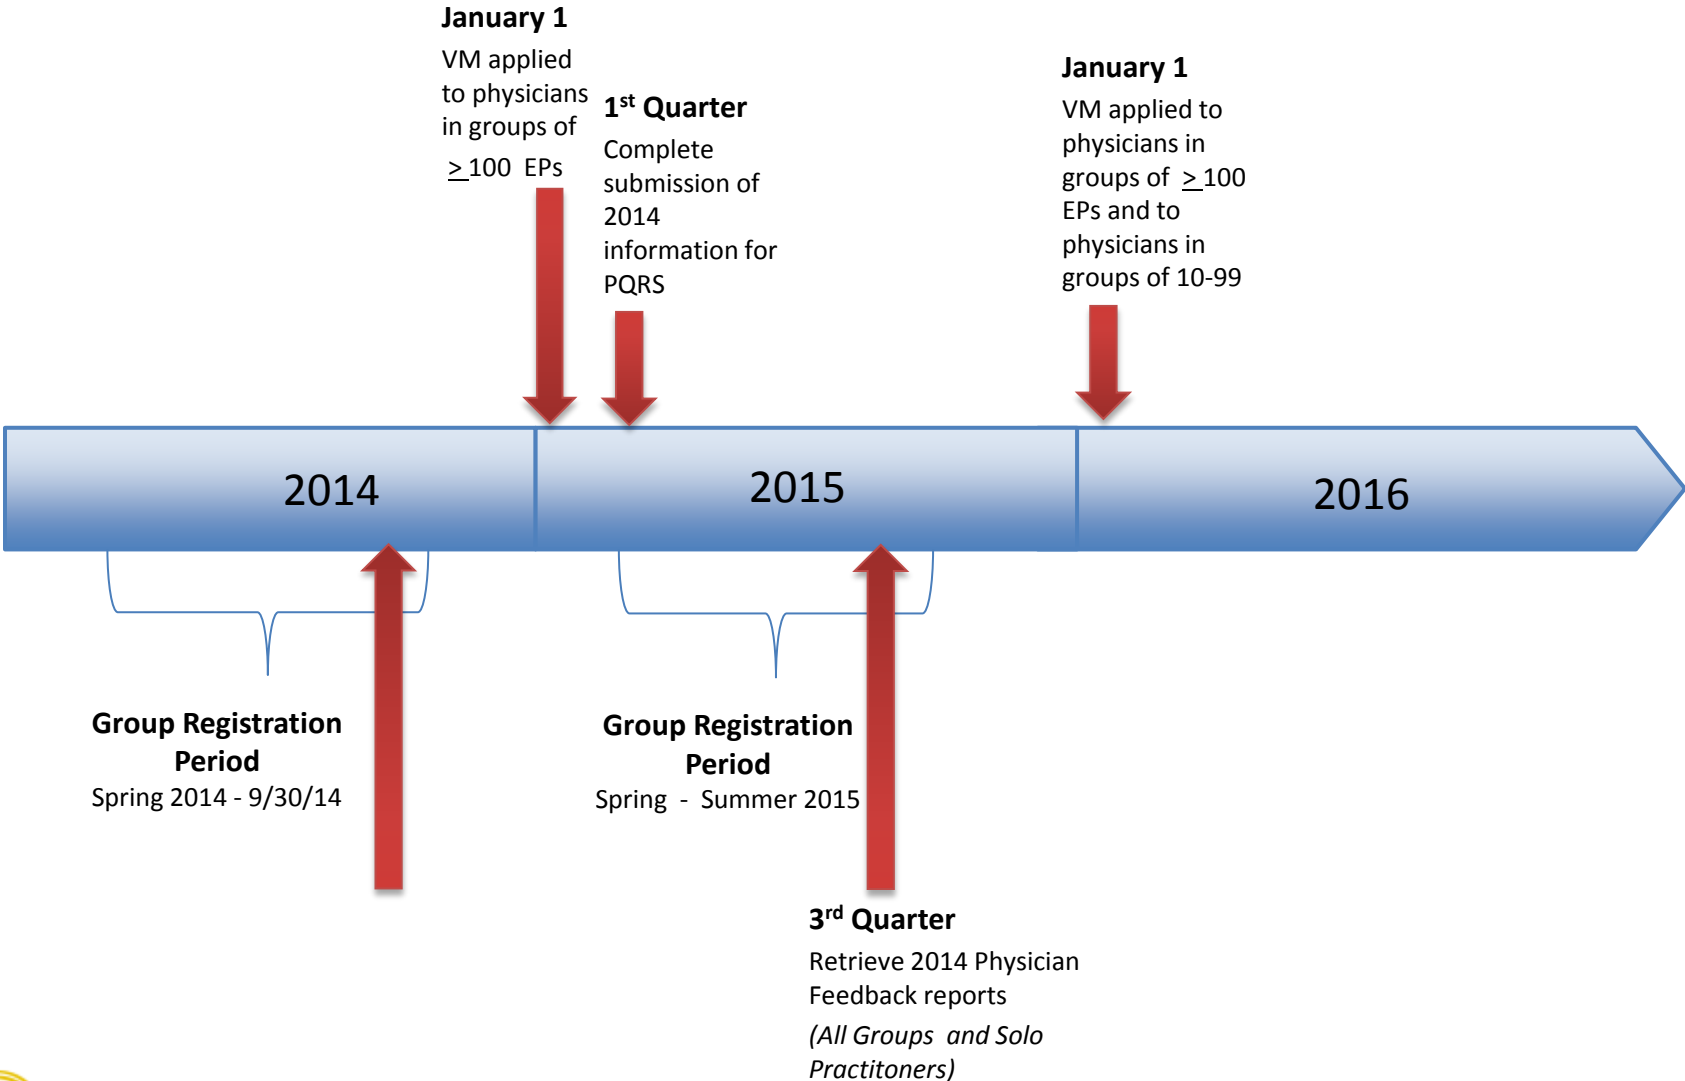 January 1
VM applied
to physicians
in groups of
≥ 100 EPs
1st Quarter
Complete
submission of
2014
information for
PQRS
January 1
VM applied to
physicians in
groups of ≥ 100
EPs and to
physicians in
groups of 10-99
2014
2015
2016
Group Registration
Period
Spring 2014 - 9/30/14
Group Registration
Period
Spring - Summer 2015
3rd Quarter
Retrieve 2014 Physician
Feedback reports
(All Groups and Solo
Practitoners)